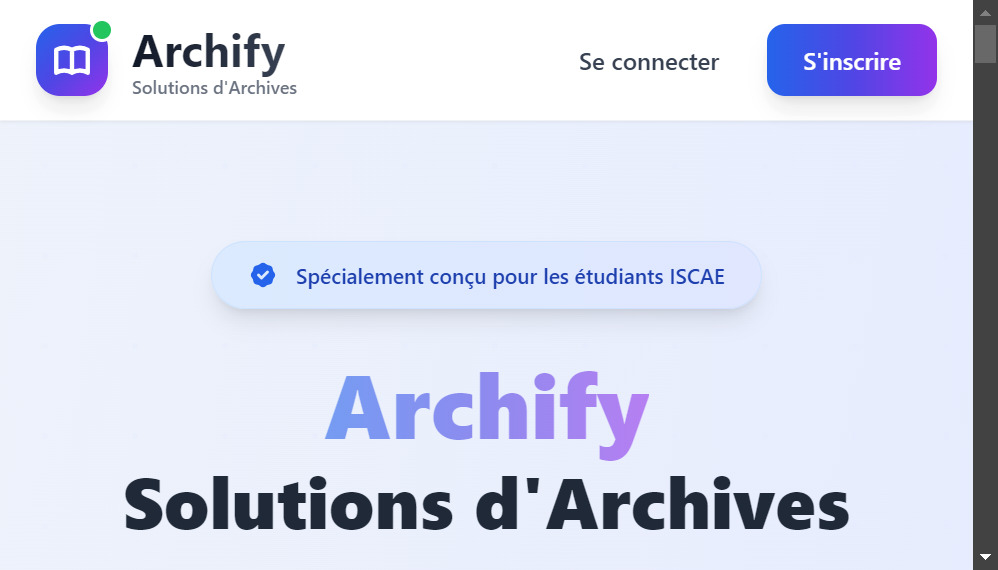 Archify
Solutions d'Archives
Se connecter
S'inscrire
Spécialement conçu pour les étudiants ISCAE
Archify
Solutions d'Archives